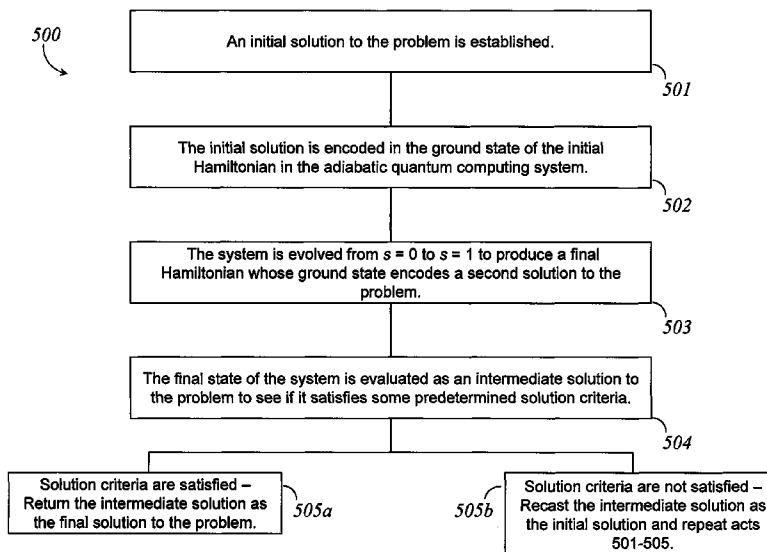 500
An initial solution to the problem is established.
501
The initial solution is encoded in the ground state of the initial
Hamiltonian in the adiabatic quantum computing system.
502
The system is evolved from s = 0 to s = 1 to produce a final
Hamiltonian whose ground state encodes a second solution to the
problem.
503
The final state of the system is evaluated as an intermediate solution to
the problem to see if it satisfies some predetermined solution criteria.
504
Solution criteria are satisfied –
Return the intermediate solution as
the final solution to the problem.
505a
505b
Solution criteria are not satisfied –
Recast the intermediate solution as
the initial solution and repeat acts
501-505.